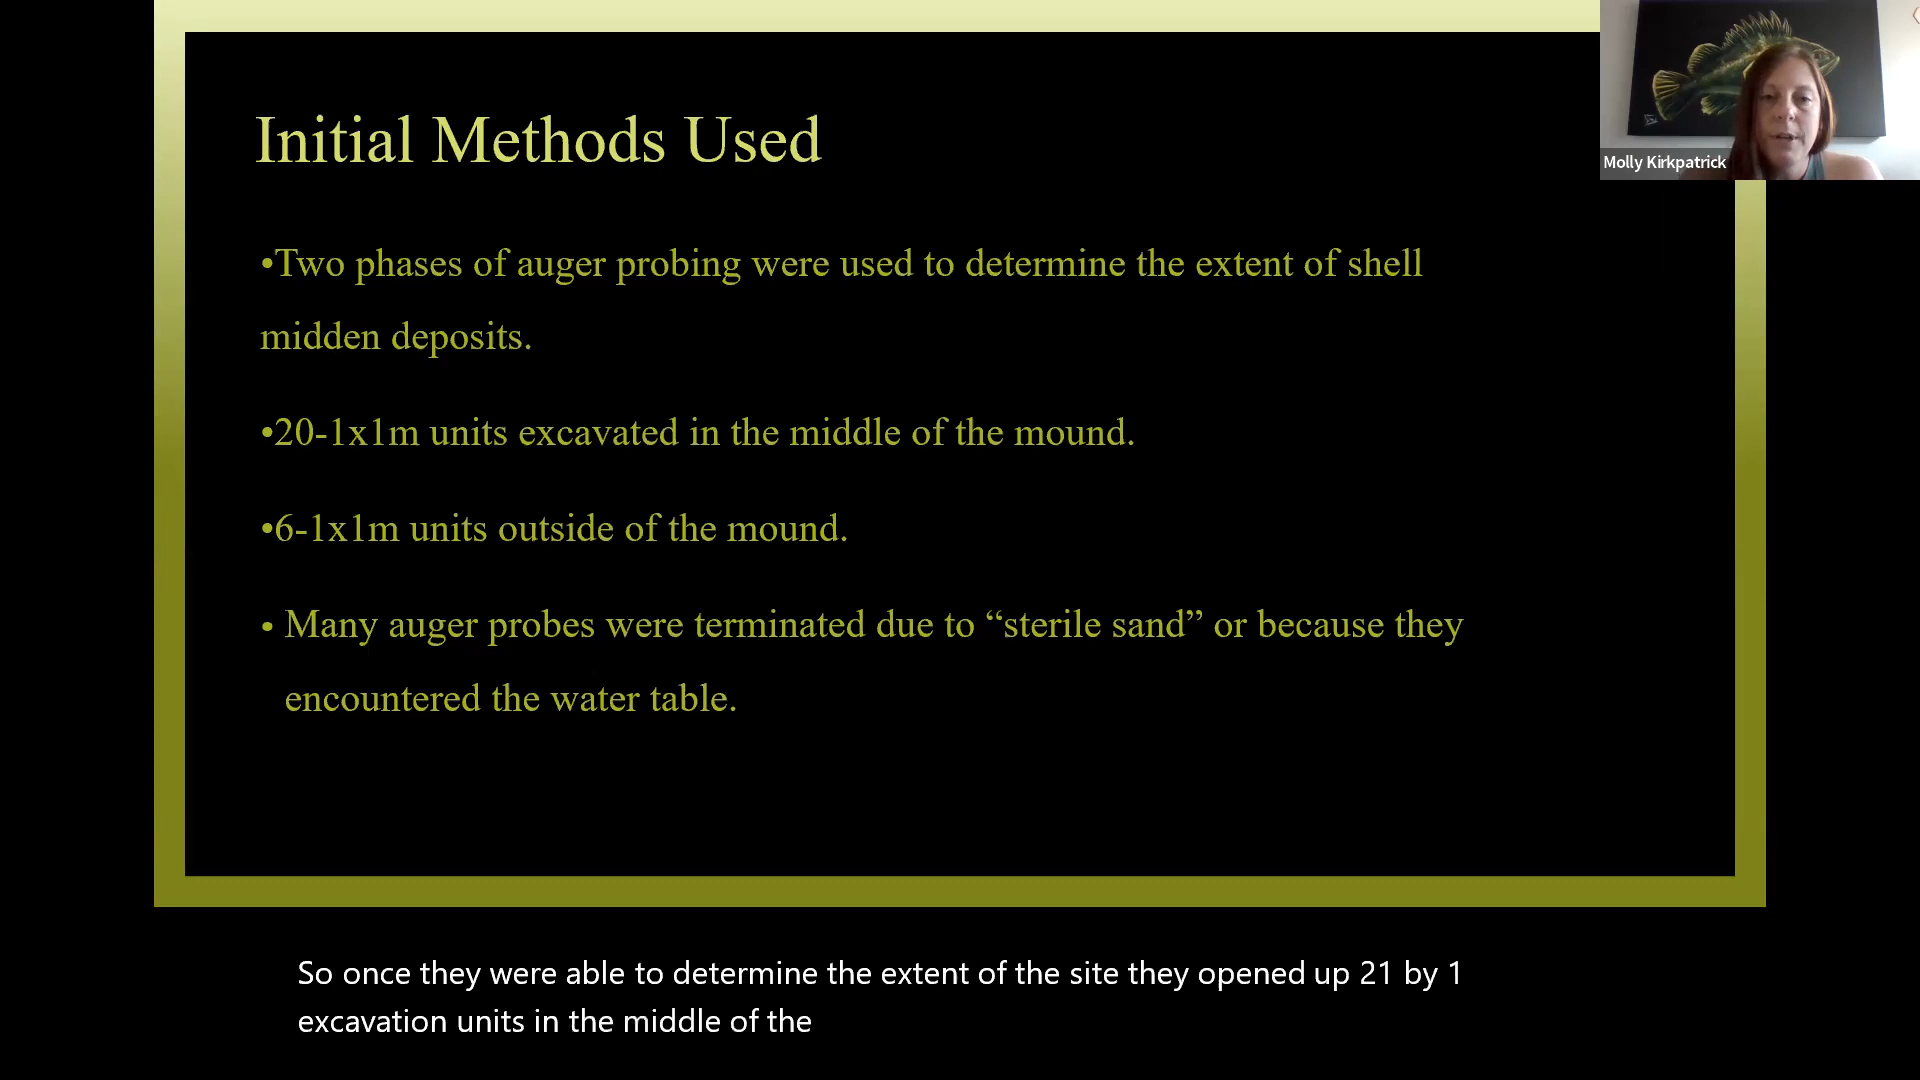 Initial Methods Used
•Two phases of auger probing were used to determine the extent of shell
midden deposits.
•20-1x1m units excavated in the middle of the mound.
•6-1x1m units outside of the mound.
• Many auger probes were terminated due to “sterile sand” or because they
encountered the water table.
Molly Kirkpatrick
So once they were able to determine the extent of the site they opened up 21 by 1
excavation units in the middle of the